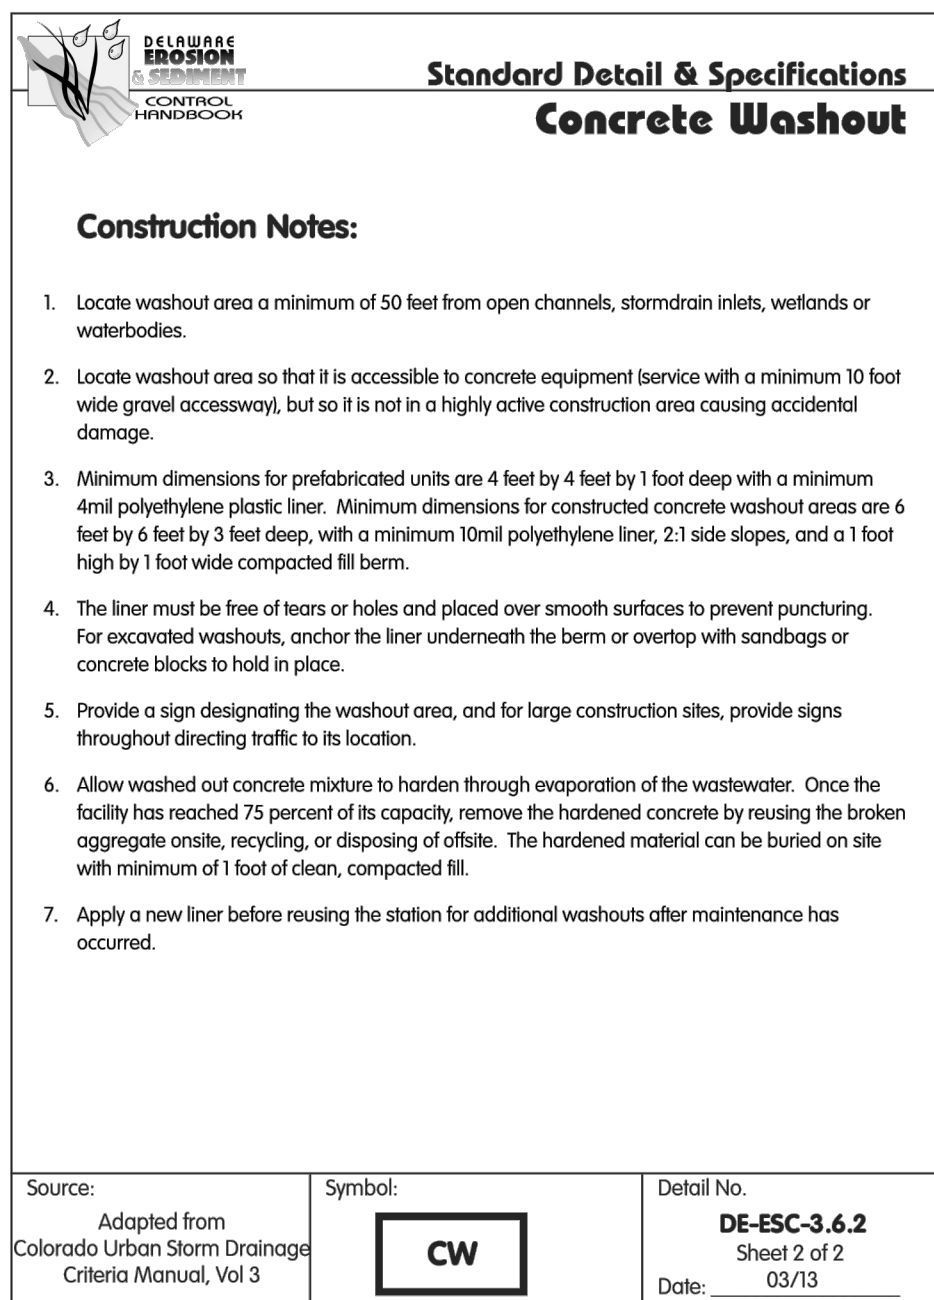 DELAWARE
EROSION
& SEDIMENT
CONTROL
HANDBOOK
Standard Detail & Specifications
Concrete Washout
Construction Notes:
1. Locate washout area a minimum of 50 feet from open channels, stormdrain inlets, wetlands or
waterbodies.
2. Locate washout area so that it is accessible to concrete equipment (service with a minimum 10 foot
wide gravel accessway), but so it is not in a highly active construction area causing accidental
damage.
3. Minimum dimensions for prefabricated units are 4 feet by 4 feet by 1 foot deep with a minimum
4mil polyethylene plastic liner. Minimum dimensions for constructed concrete washout areas are 6
feet by 6 feet by 3 feet deep, with a minimum 10mil polyethylene liner, 2:1 side slopes, and a 1 foot
high by 1 foot wide compacted fill berm.
4. The liner must be free of tears or holes and placed over smooth surfaces to prevent puncturing.
For excavated washouts, anchor the liner underneath the berm or overtop with sandbags or
concrete blocks to hold in place.
5. Provide a sign designating the washout area, and for large construction sites, provide signs
throughout directing traffic to its location.
6. Allow washed out concrete mixture to harden through evaporation of the wastewater. Once the
facility has reached 75 percent of its capacity, remove the hardened concrete by reusing the broken
aggregate onsite, recycling, or disposing of offsite. The hardened material can be buried on site
with minimum of 1 foot of clean, compacted fill.
7. Apply a new liner before reusing the station for additional washouts after maintenance has
occurred.
Source:
Adapted from
Colorado Urban Storm Drainage
Criteria Manual, Vol 3
Symbol:
CW
Detail No.
DE-ESC-3.6.2
Sheet 2 of 2
Date: 03/13